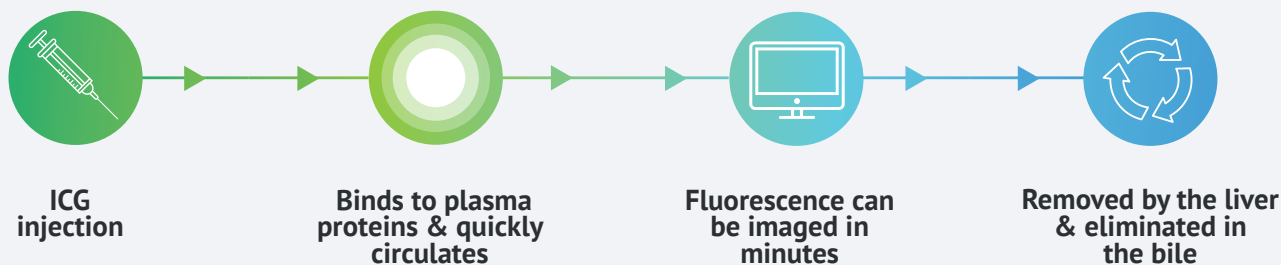 ICG
injection
Binds to plasma
proteins & quickly
circulates
Fluorescence can
be imaged in
minutes
Removed by the liver
& eliminated in
the bile